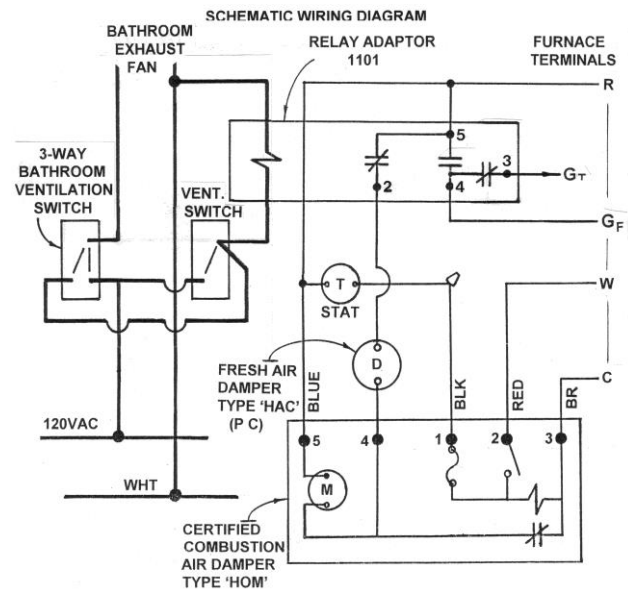 SCHEMATIC WIRING DIAGRAM
BATHROOM
EXHAUST
FAN
RELAY ADAPTOR
1101
FURNACE
TERMINALS
R
3-WAY
BATHROOM
VENTILATION
SWITCH
VENT.
SWITCH
5
3
2
4
GT
GF
T
STAT
W
FRESH AIR
DAMPER
TYPE 'HAC'
(P C)
D
BLUE
BLK
RED
BR
C
120VAC
5
4
1
2
3
M
WHT
CERTIFIED
COMBUSTION
AIR DAMPER
TYPE 'HOM'